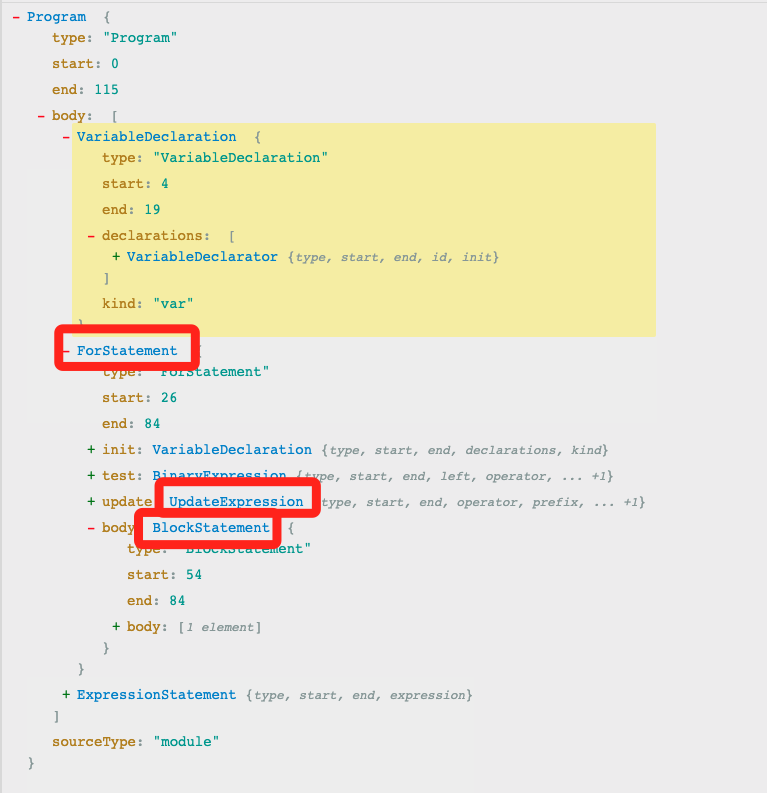 - Program {
type: "Program"
start: 0
end: 115
- body: [
- VariableDeclaration {
type: "VariableDeclaration"
start: 4
end: 19
- declarations: [
+ VariableDeclarator {type, start, end, id, init}
]
kind: "var"
}
- ForStatement {
type: "ForStatement"
start: 26
end: 84
+ init: VariableDeclaration {type, start, end, declarations, kind}
+ test: BinaryExpression {type, start, end, left, operator, ... +1}
+ update: UpdateExpression {type, start, end, operator, prefix, ... +1}
- body: BlockStatement {
type: "BlockStatement"
start: 54
end: 84
+ body: [1 element]
}
}
+ ExpressionStatement {type, start, end, expression}
]
sourceType: "module"
}